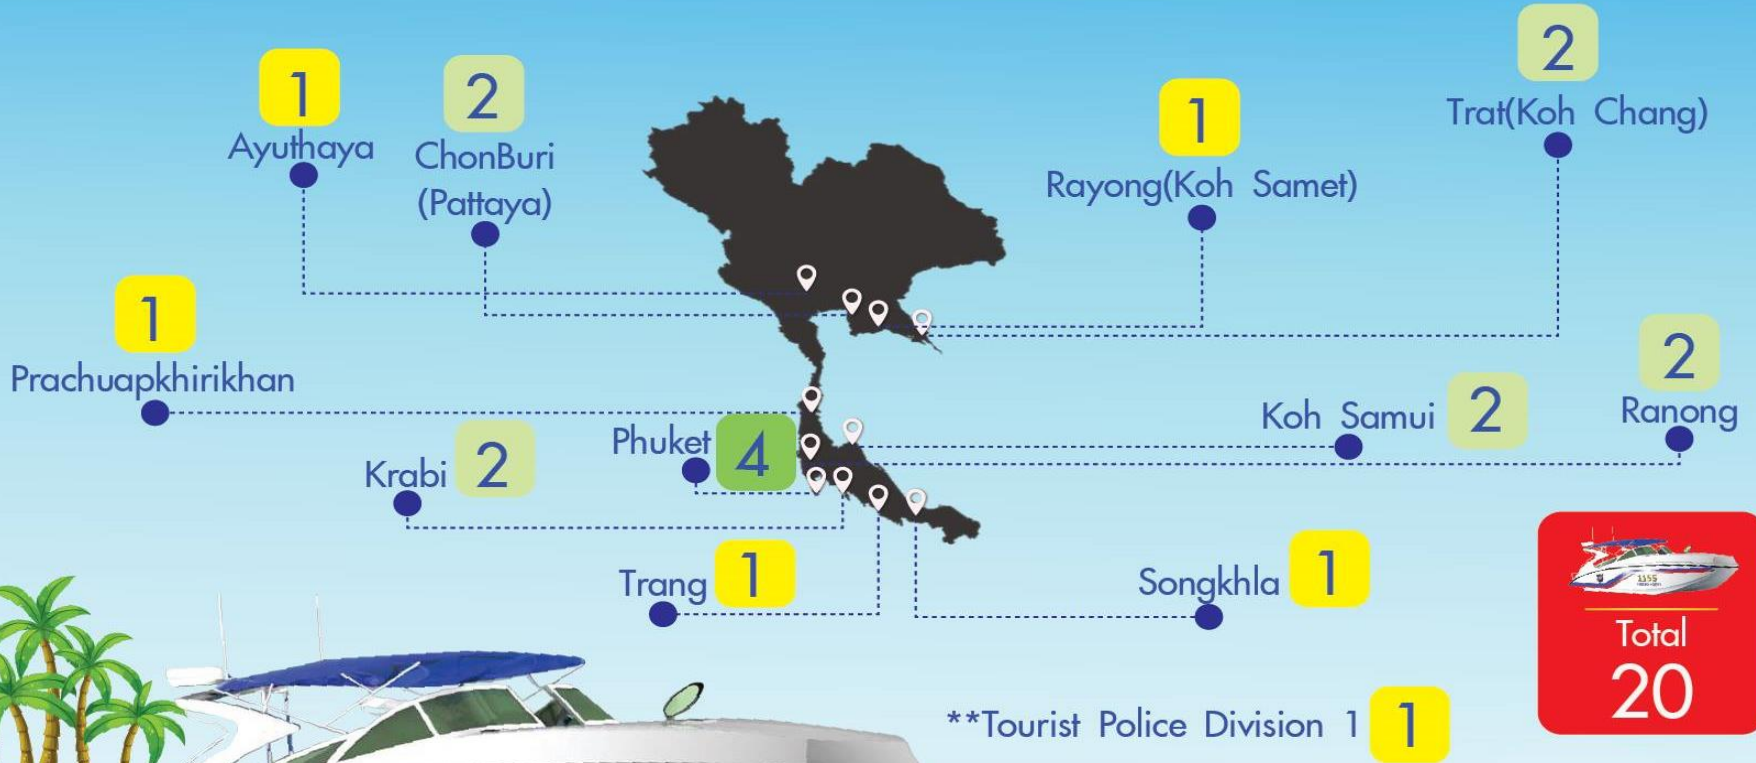 2
Trat(Koh Chang)
1
Ayuthaya
2
ChonBuri
(Pattaya)
1
Rayong(Koh Samet)
1
Prachuapkhirikhan
2
Ranong
Koh Samui 2
Phuket 4
Krabi 2
Trang 1
Songkhla 1
1155
Total
20
**Tourist Police Division 1 1